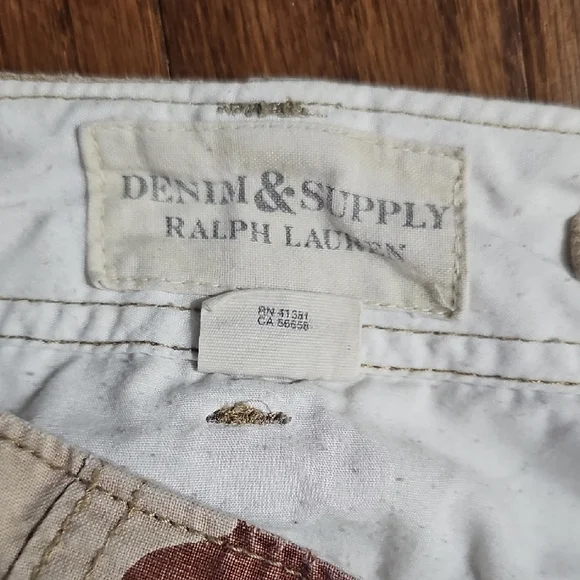 DENIM & SUPPLY
RALPH LAUREN
RN 41381
CA 56658